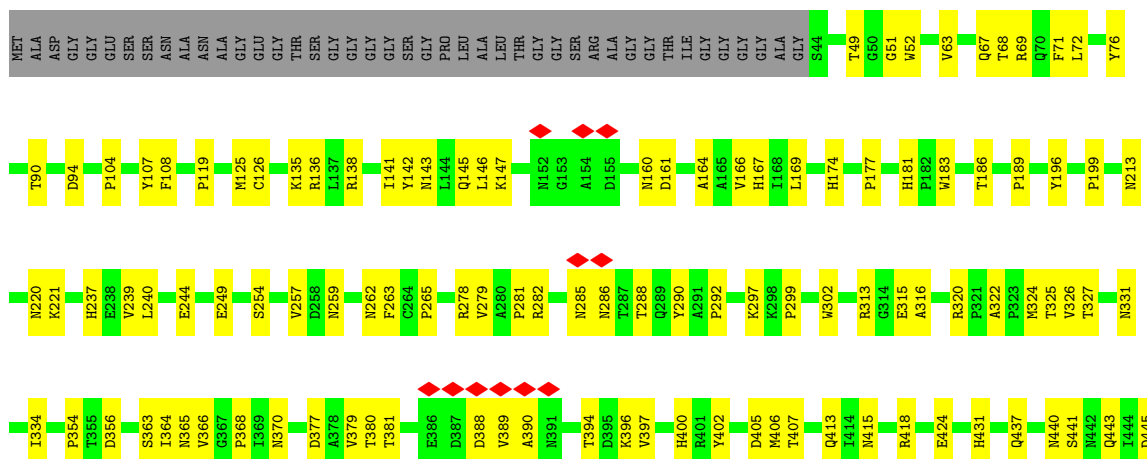 MET ALA ASP GLY GLY GLU SER SER ASN ALA ASN ALA GLY GLU GLY THR SER GLY GLY GLY GLY SER GLY PRO LEU ALA LEU THR GLY GLY SER ARG ALA GLY GLY THR ILE GLY GLY GLY GLY ALA GLY S44 T49 G50 G51 W52 V63 Q67 T68 R69 Q70 F71 L72 Y76
T90 D94 P104 Y107 F108 P119 M125 C126 K135 R136 L137 R138 I141 Y142 N143 L144 Q145 L146 K147 N152 G153 A154 D155 N160 D161 A164 A165 V166 H167 I168 L169 H174 P177 H181 P182 W183 T186 P189 Y196 P199 N213
N220 K221 H237 E238 V239 L240 E244 E249 S254 V257 D258 N259 N262 F263 C264 P265 R278 V279 A280 P281 R282 N285 N286 T287 T288 Q289 Y290 A291 P292 K297 K298 P299 W302 R313 G314 E315 A316 R320 P321 A322 P323 M324 T325 V326 T327 N331
I334 P354 T355 D356 S363 I364 N365 V366 G367 P368 I369 N370 D377 A378 V379 T380 T381 E386 D387 D388 V389 A390 N391 T394 D395 K396 V397 H400 R401 Y402 D405 M406 T407 Q413 I414 N415 R418 E424 H431 Q437 N440 S441 N442 Q443 I444 D445